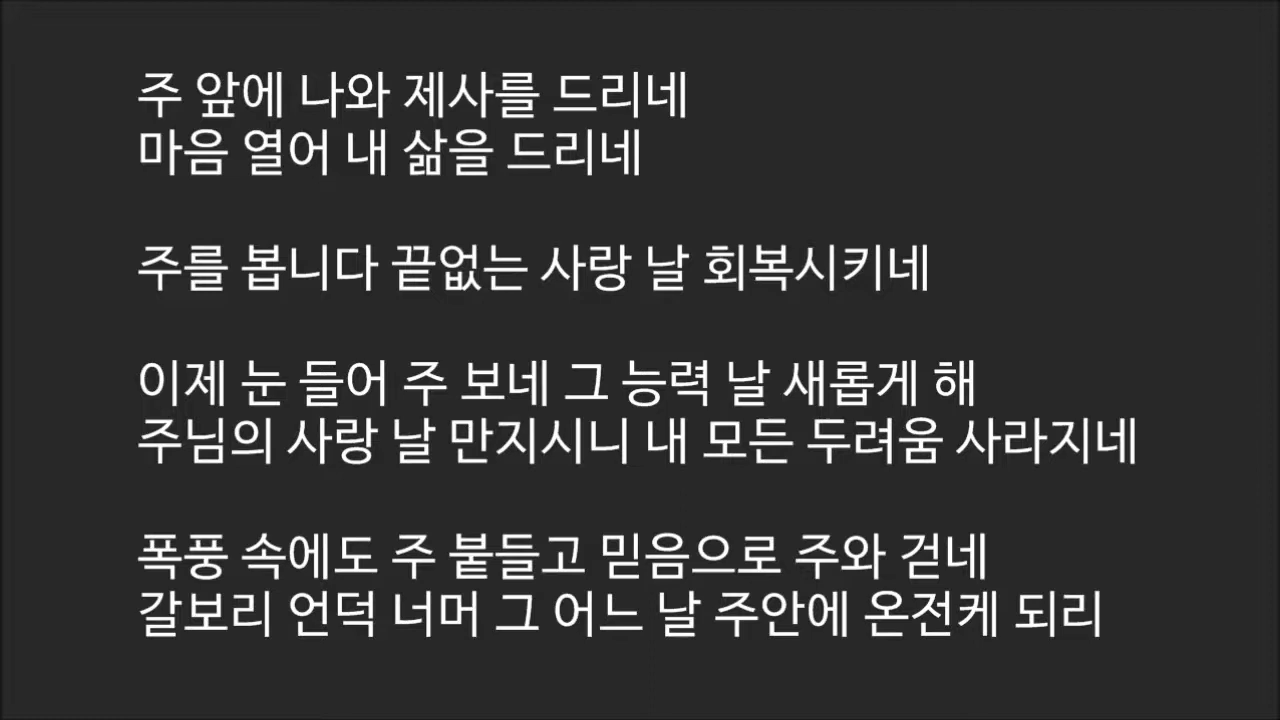 주 앞에 나와 제사를 드리네
마음 열어 내 삶을 드리네
주를 봅니다 끝없는 사랑 날 회복시키네
이제 눈 들어 주 보네 그 능력 날 새롭게 해
주님의 사랑 날 만지시니 내 모든 두려움 사라지네
폭풍 속에도 주 붙들고 믿음으로 주와 걷네
갈보리 언덕 너머 그 어느 날 주안에 온전케 되리